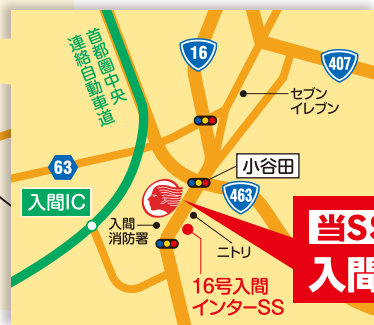 首都圏中央
連絡自動車道
16
407
セブン
イレブン
63
小谷田
入間IC
463
入間
消防署
ニトリ
当SS
入間
16号入間
インターSS